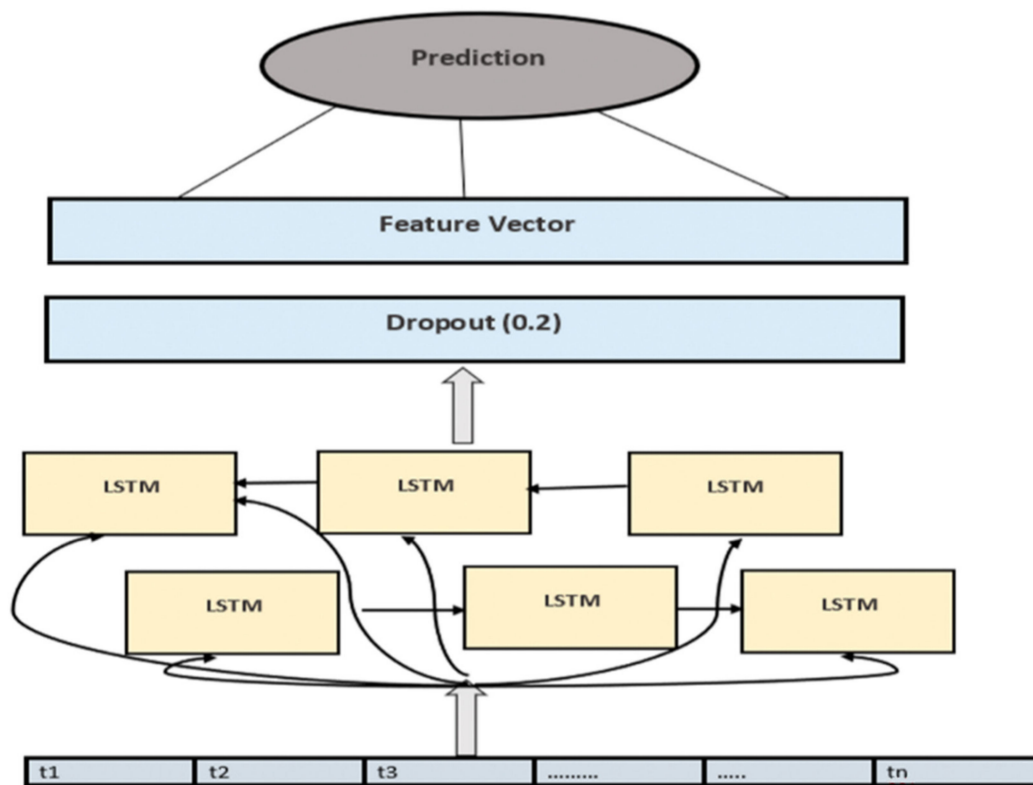 Prediction
Feature Vector
Dropout (0.2)
LSTM LSTM LSTM
LSTM LSTM LSTM
t1 t2 t3 ......... ..... tn